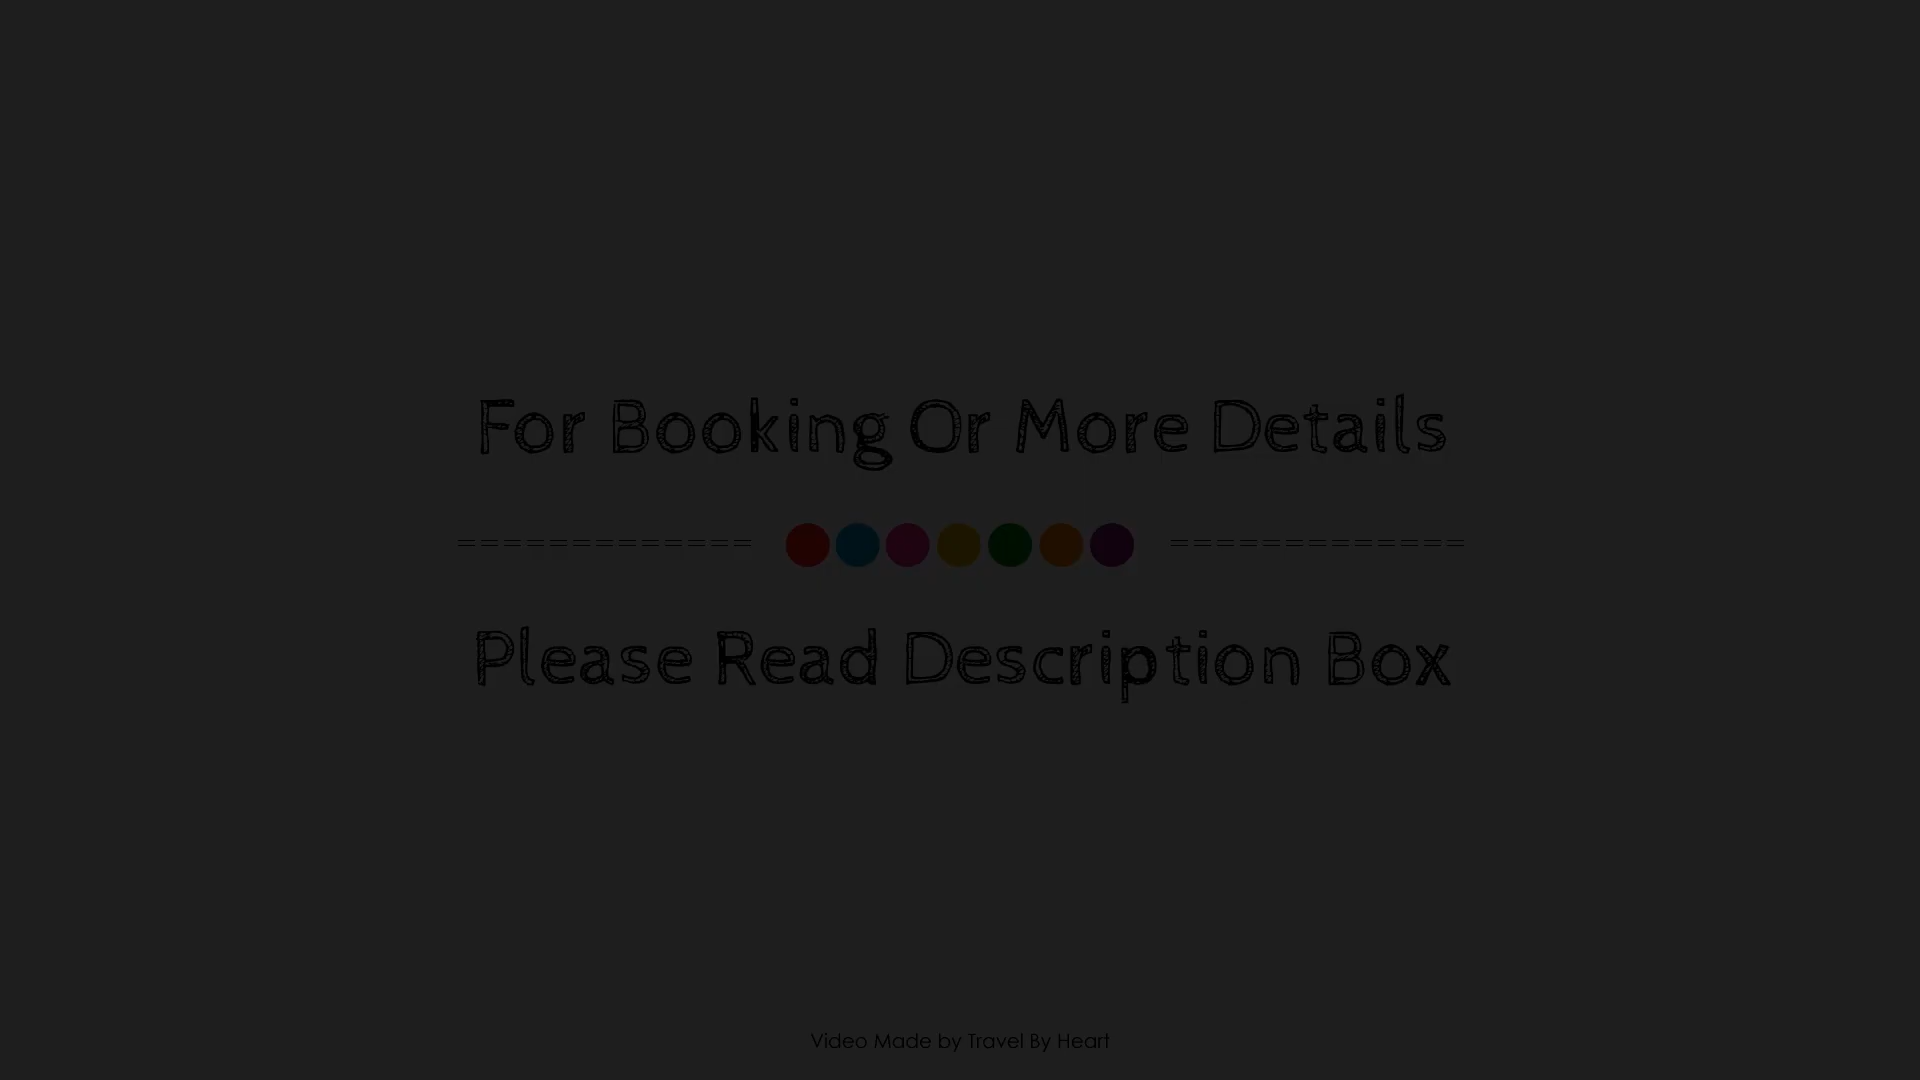 For Booking Or More Details
============= =============
Please Read Description Box
Video Made by Travel By Heart